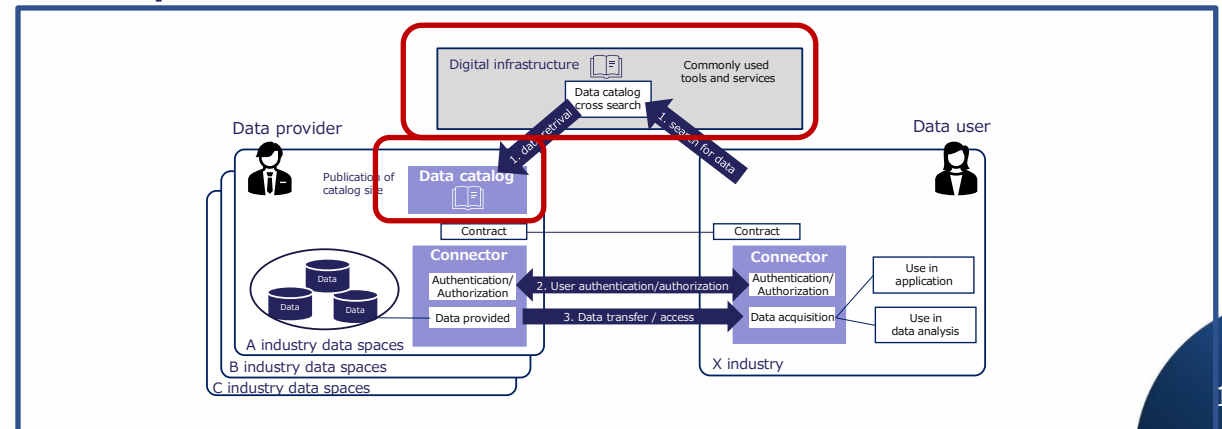 Digital infrastructure
Commonly used
tools and services
Data catalog
cross search
1. data retrival
1. search for data
Data provider
Data user
Publication of
catalog site
Data catalog
Contract
Contract
Connector
Connector
Authentication/
Authorization
2. User authentication/authorization
Authentication/
Authorization
Use in
application
Data
Data
Data
Data provided
3. Data transfer / access
Data acquisition
Use in
data analysis
A industry data spaces
X industry
B industry data spaces
C industry data spaces